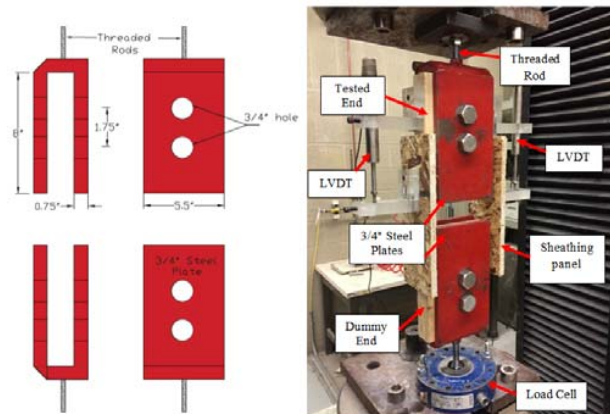 Threaded
Rods
8"
1.75"
3/4" hole
0.75"
5.5"
3/4" Steel
Plate
Threaded
Rod
Tested
End
LVDT
LVDT
3/4" Steel
Plates
Sheathing
panel
Dummy
End
Load Cell